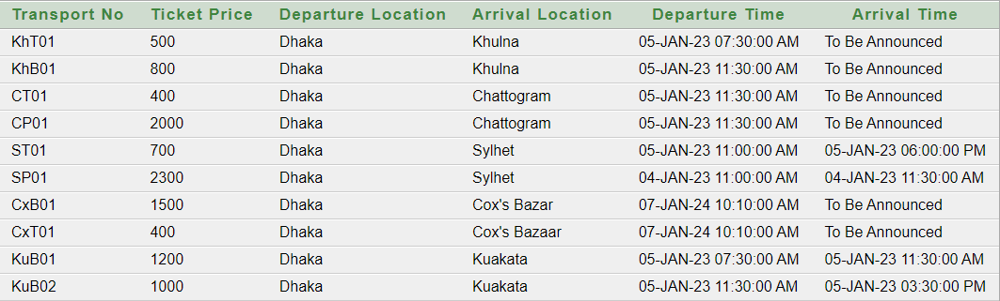 Transport No Ticket Price Departure Location Arrival Location Departure Time Arrival Time
KhT01 500 Dhaka Khulna 05-JAN-23 07:30:00 AM To Be Announced
KhB01 800 Dhaka Khulna 05-JAN-23 11:30:00 AM To Be Announced
CT01 400 Dhaka Chattogram 05-JAN-23 11:30:00 AM To Be Announced
CP01 2000 Dhaka Chattogram 05-JAN-23 11:30:00 AM To Be Announced
ST01 700 Dhaka Sylhet 05-JAN-23 11:00:00 AM 05-JAN-23 06:00:00 PM
SP01 2300 Dhaka Sylhet 04-JAN-23 11:00:00 AM 04-JAN-23 11:30:00 AM
CxB01 1500 Dhaka Cox's Bazar 07-JAN-24 10:10:00 AM To Be Announced
CxT01 400 Dhaka Cox's Bazaar 07-JAN-24 10:10:00 AM To Be Announced
KuB01 1200 Dhaka Kuakata 05-JAN-23 07:30:00 AM 05-JAN-23 11:30:00 AM
KuB02 1000 Dhaka Kuakata 05-JAN-23 11:30:00 AM 05-JAN-23 03:30:00 PM